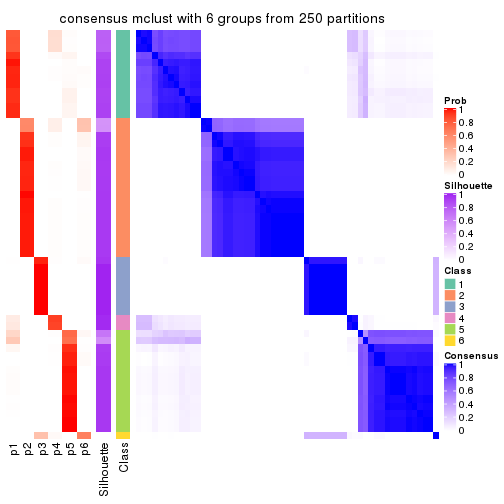 consensus mclust with 6 groups from 250 partitions
Prob
1
0.8
0.6
0.4
0.2
0
Silhouette
1
0.8
0.6
0.4
0.2
0
Class
1
2
3
4
5
6
Consensus
1
0.8
0.6
0.4
0.2
0
p1
p2
p3
p4
p5
p6
Silhouette
Class